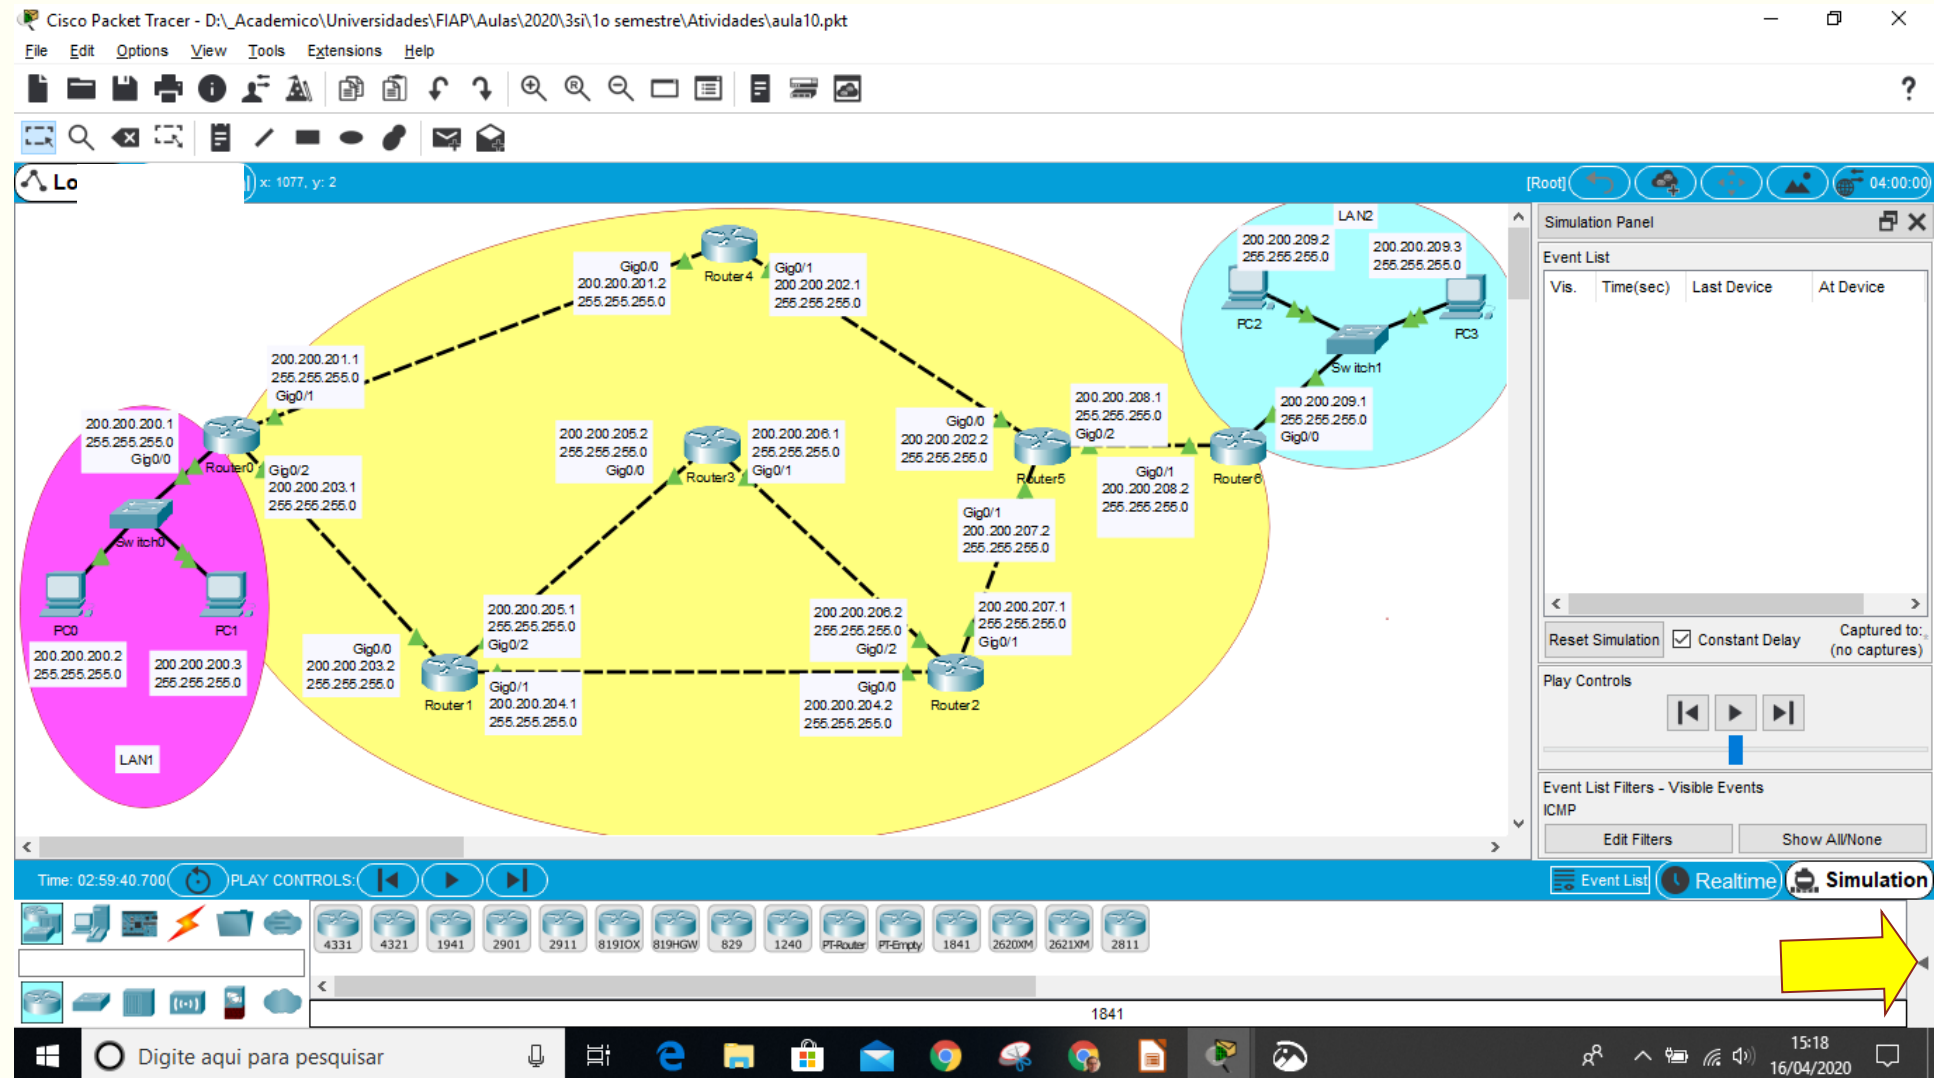 Cisco Packet Tracer - D:\_Academico\Universidades\FIAP\Aulas\2020\3si\1o semestre\Atividades\aula10.pkt
File Edit Options View Tools Extensions Help
Lo x: 1077, y: 2 [Root] 04:00:00
LAN2
200.200.209.2
255.255.255.0
200.200.209.3
255.255.255.0
PC2
PC3
Switch1
200.200.209.1
255.255.255.0
Gig0/0
Gig0/0
200.200.201.2
255.255.255.0
Router4
Gig0/1
200.200.202.1
255.255.255.0
200.200.201.1
255.255.255.0
Gig0/1
200.200.200.1
255.255.255.0
Gig0/0
Router0
Gig0/2
200.200.203.1
255.255.255.0
200.200.205.2
255.255.255.0
Gig0/0
Router3
200.200.206.1
255.255.255.0
Gig0/1
Gig0/0
200.200.202.2
255.255.255.0
Router5
200.200.208.1
255.255.255.0
Gig0/2
Gig0/1
200.200.208.2
255.255.255.0
Router6
Gig0/1
200.200.207.2
255.255.255.0
Switch0
PC0
PC1
200.200.200.2
255.255.255.0
200.200.200.3
255.255.255.0
LAN1
Gig0/0
200.200.203.2
255.255.255.0
200.200.205.1
255.255.255.0
Gig0/2
Router1
Gig0/1
200.200.204.1
255.255.255.0
200.200.206.2
255.255.255.0
Gig0/2
200.200.207.1
255.255.255.0
Gig0/1
Gig0/0
200.200.204.2
255.255.255.0
Router2
Simulation Panel
Event List
Vis. Time(sec) Last Device At Device
Reset Simulation Constant Delay Captured to:
(no captures)
Play Controls
Event List Filters - Visible Events
ICMP
Edit Filters Show All/None
Time: 02:59:40.700 PLAY CONTROLS: Event List Realtime Simulation
4331 4321 1941 2901 2911 819IOX 819HGW 829 1240 PT-Router PT-Empty 1841 2620XM 2621XM 2811
1841
Digite aqui para pesquisar
15:18
16/04/2020